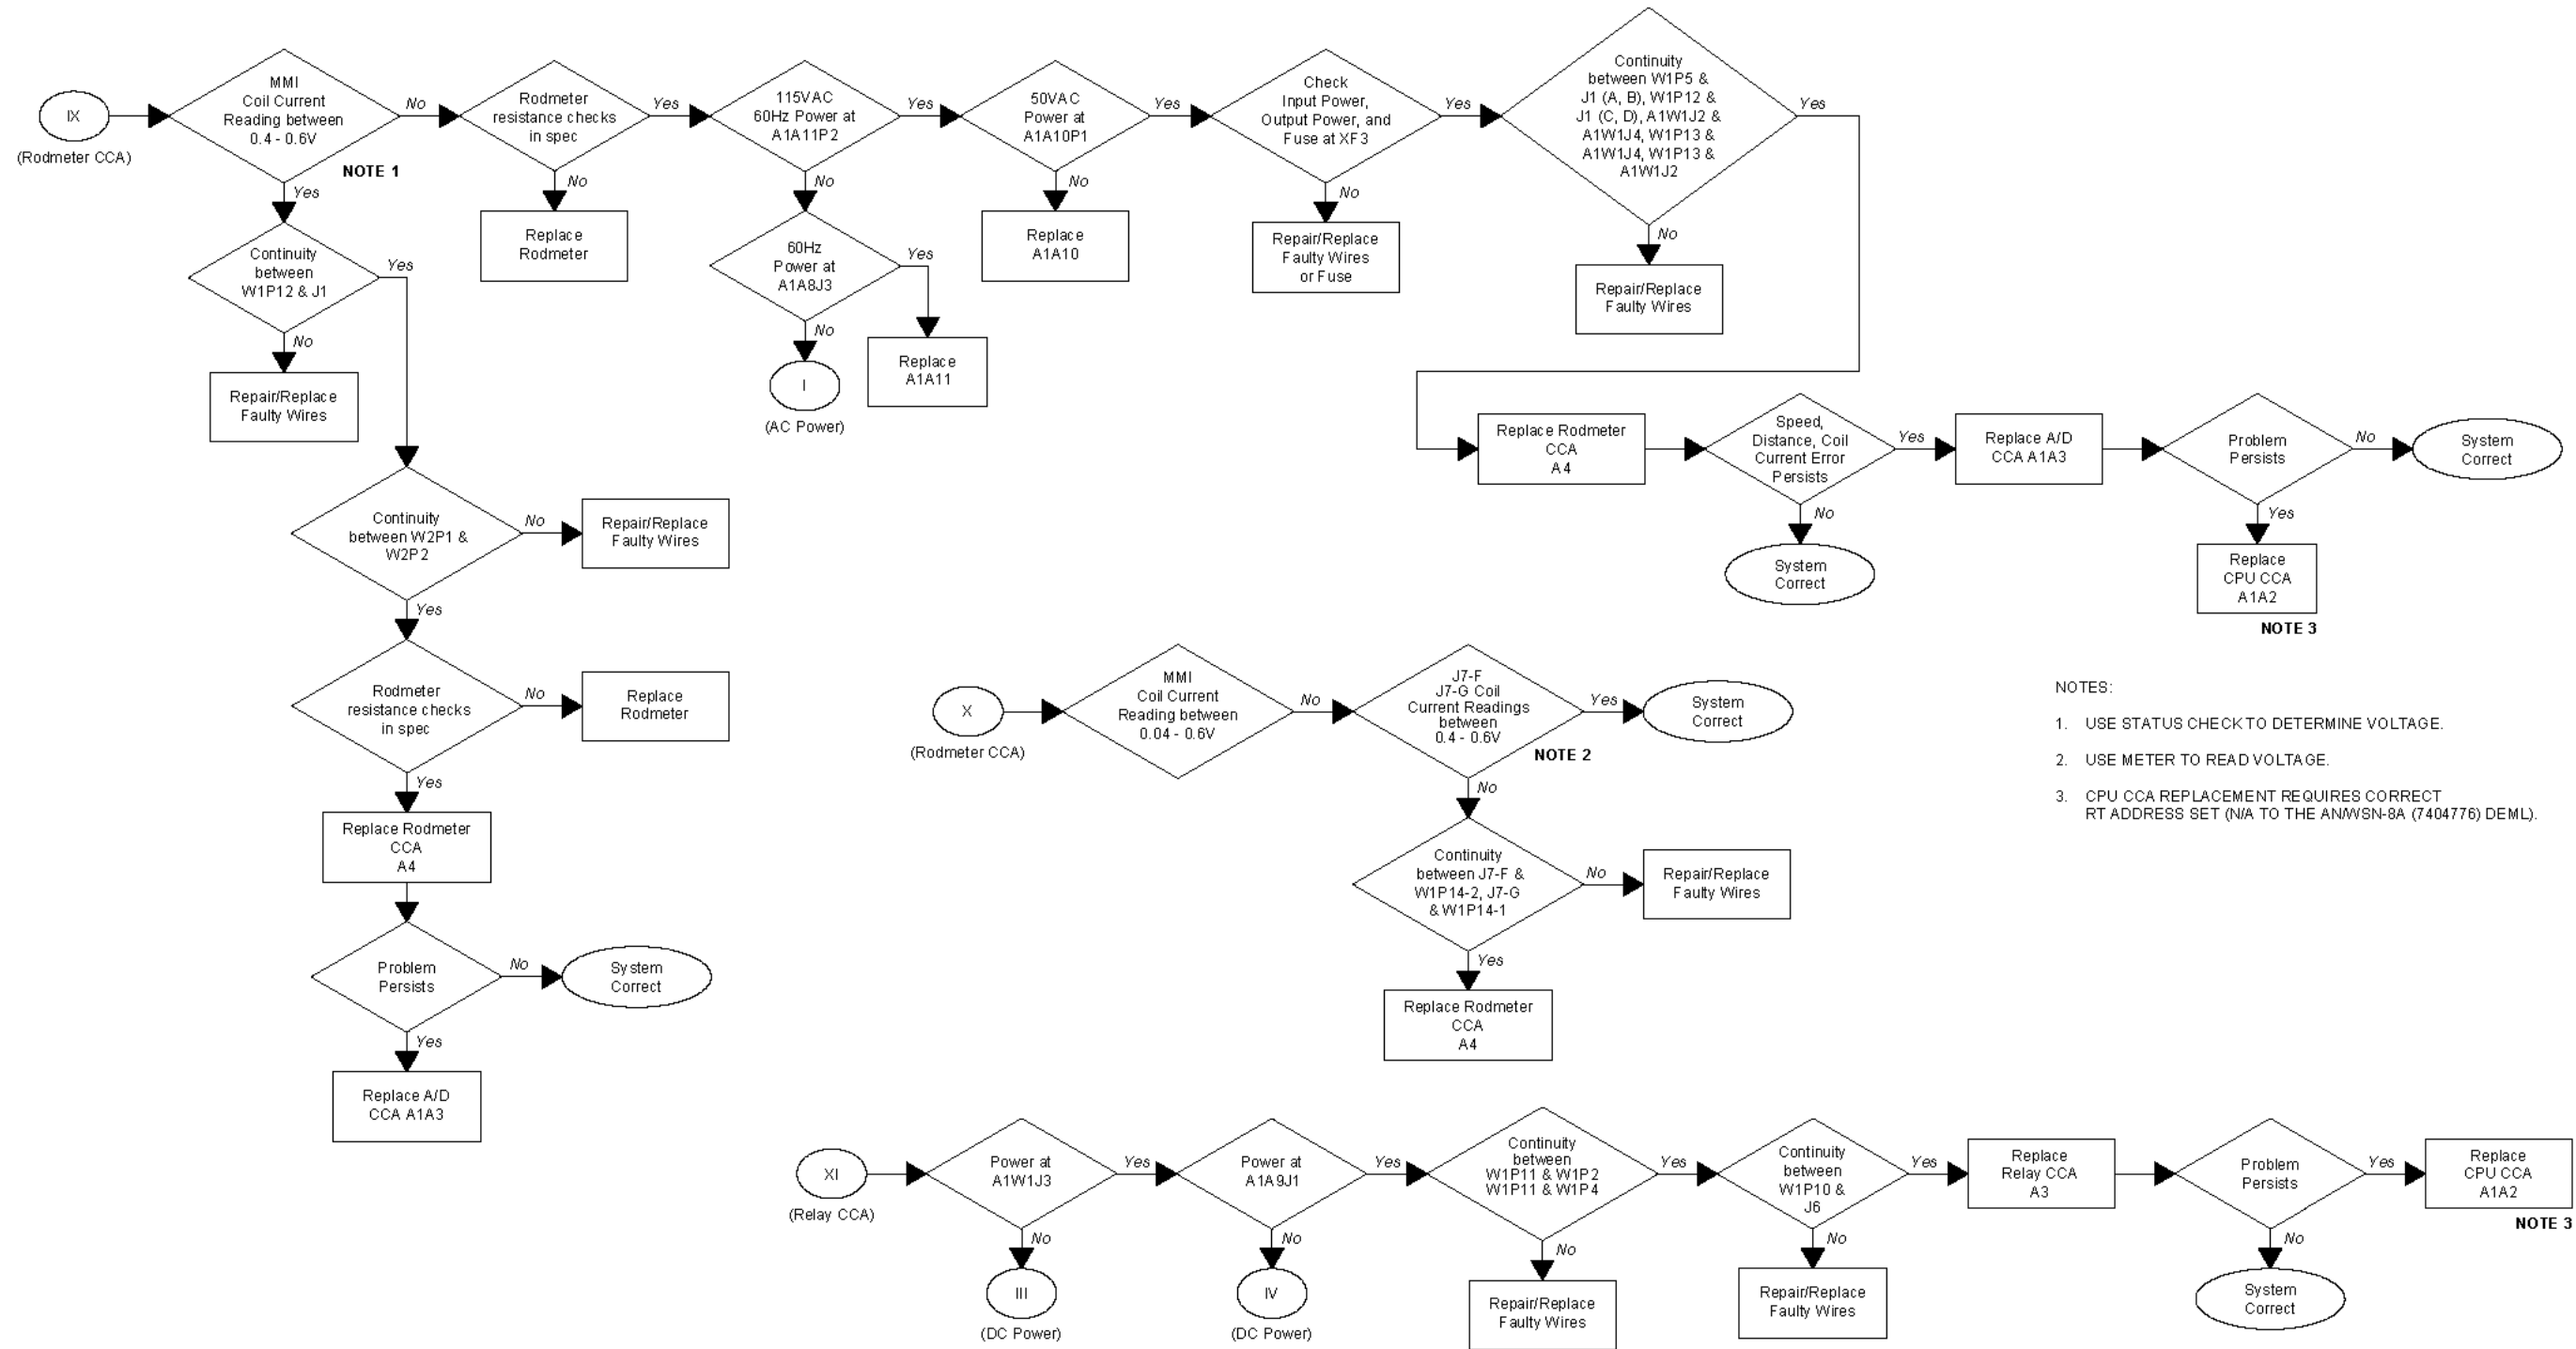 IX
(Rodmeter CCA)
MMI
Coil Current
Reading between
0.4 - 0.6V
NOTE 1
No
Yes
Rodmeter
resistance checks
in spec
Yes
No
Replace
Rodmeter
115VAC
60Hz Power at
A1A11P2
Yes
No
60Hz
Power at
A1A8J3
Yes
No
I
(AC Power)
Replace
A1A11
50VAC
Power at
A1A10P1
Yes
No
Replace
A1A10
Check
Input Power,
Output Power, and
Fuse at XF3
Yes
No
Repair/Replace
Faulty Wires
or Fuse
Continuity
between W1P5 &
J1 (A, B), W1P12 &
J1 (C, D), A1W1J2 &
A1W1J4, W1P13 &
A1W1J4, W1P13 &
A1W1J2
Yes
No
Repair/Replace
Faulty Wires
Continuity
between
W1P12 & J1
Yes
No
Repair/Replace
Faulty Wires
Continuity
between W2P1 &
W2P2
No
Repair/Replace
Faulty Wires
Yes
Rodmeter
resistance checks
in spec
No
Replace
Rodmeter
Yes
Replace Rodmeter
CCA
A4
Problem
Persists
No
System
Correct
Yes
Replace A/D
CCA A1A3
Replace Rodmeter
CCA
A4
Speed,
Distance, Coil
Current Error
Persists
Yes
No
System
Correct
Replace A/D
CCA A1A3
Problem
Persists
No
System
Correct
Yes
Replace
CPU CCA
A1A2
NOTE 3
X
(Rodmeter CCA)
MMI
Coil Current
Reading between
0.04 - 0.6V
No
J7-F
J7-G Coil
Current Readings
between
0.4 - 0.6V
NOTE 2
Yes
System
Correct
No
Continuity
between J7-F &
W1P14-2, J7-G
& W1P14-1
No
Repair/Replace
Faulty Wires
Yes
Replace Rodmeter
CCA
A4
NOTES:
1. USE STATUS CHECK TO DETERMINE VOLTAGE.
2. USE METER TO READ VOLTAGE.
3. CPU CCA REPLACEMENT REQUIRES CORRECT
RT ADDRESS SET (N/A TO THE AN/WSN-8A (7404776) DEML).
XI
(Relay CCA)
Power at
A1W1J3
Yes
No
III
(DC Power)
Power at
A1A9J1
Yes
No
IV
(DC Power)
Continuity
between
W1P11 & W1P2
W1P11 & W1P4
Yes
No
Repair/Replace
Faulty Wires
Continuity
between
W1P10 &
J6
Yes
No
Repair/Replace
Faulty Wires
Replace
Relay CCA
A3
Problem
Persists
Yes
No
System
Correct
Replace
CPU CCA
A1A2
NOTE 3